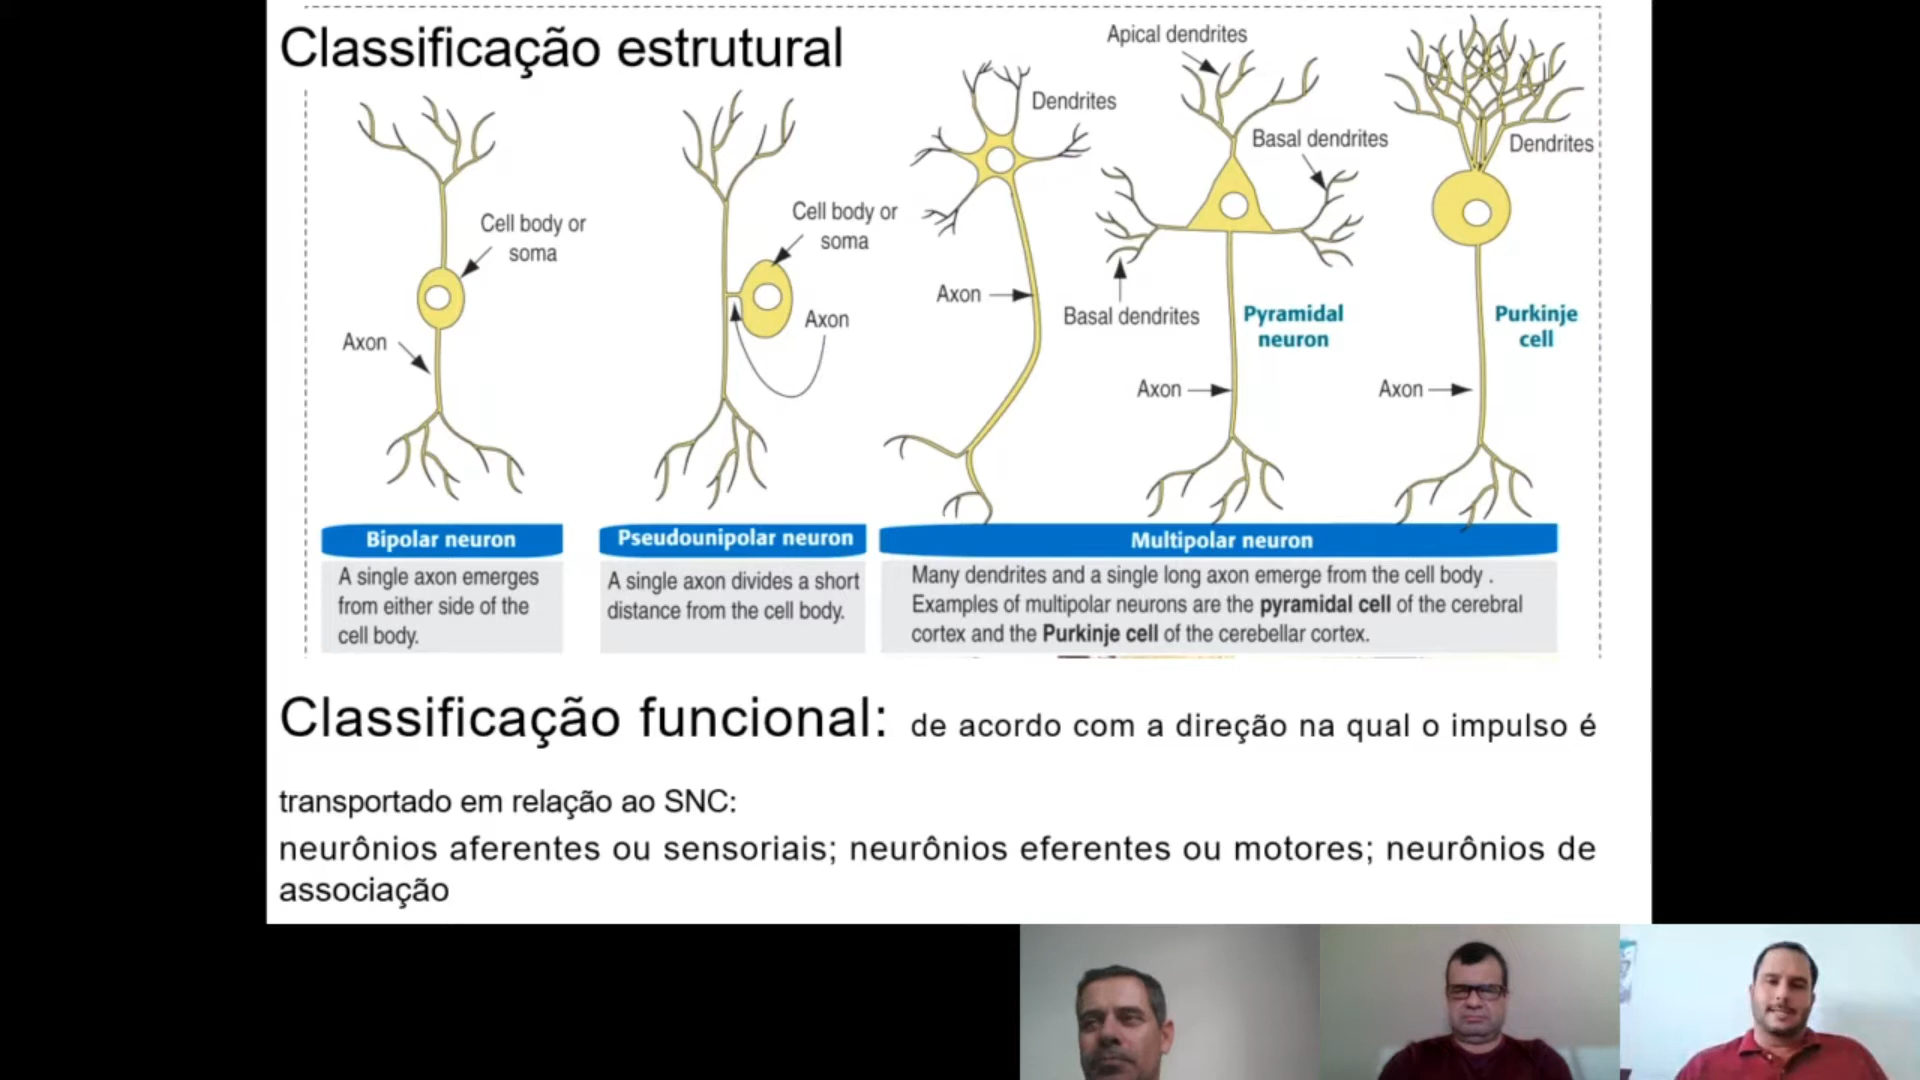 Classificação estrutural
Apical dendrites
Dendrites
Basal dendrites
Dendrites
Cell body or
soma
Cell body or
soma
Axon
Axon
Axon
Basal dendrites
Pyramidal
neuron
Purkinje
cell
Axon
Axon
Bipolar neuron
A single axon emerges
from either side of the
cell body.
Pseudounipolar neuron
A single axon divides a short
distance from the cell body.
Multipolar neuron
Many dendrites and a single long axon emerge from the cell body .
Examples of multipolar neurons are the pyramidal cell of the cerebral
cortex and the Purkinje cell of the cerebellar cortex.
Classificação funcional: de acordo com a direção na qual o impulso é
transportado em relação ao SNC:
neurônios aferentes ou sensoriais; neurônios eferentes ou motores; neurônios de
associação